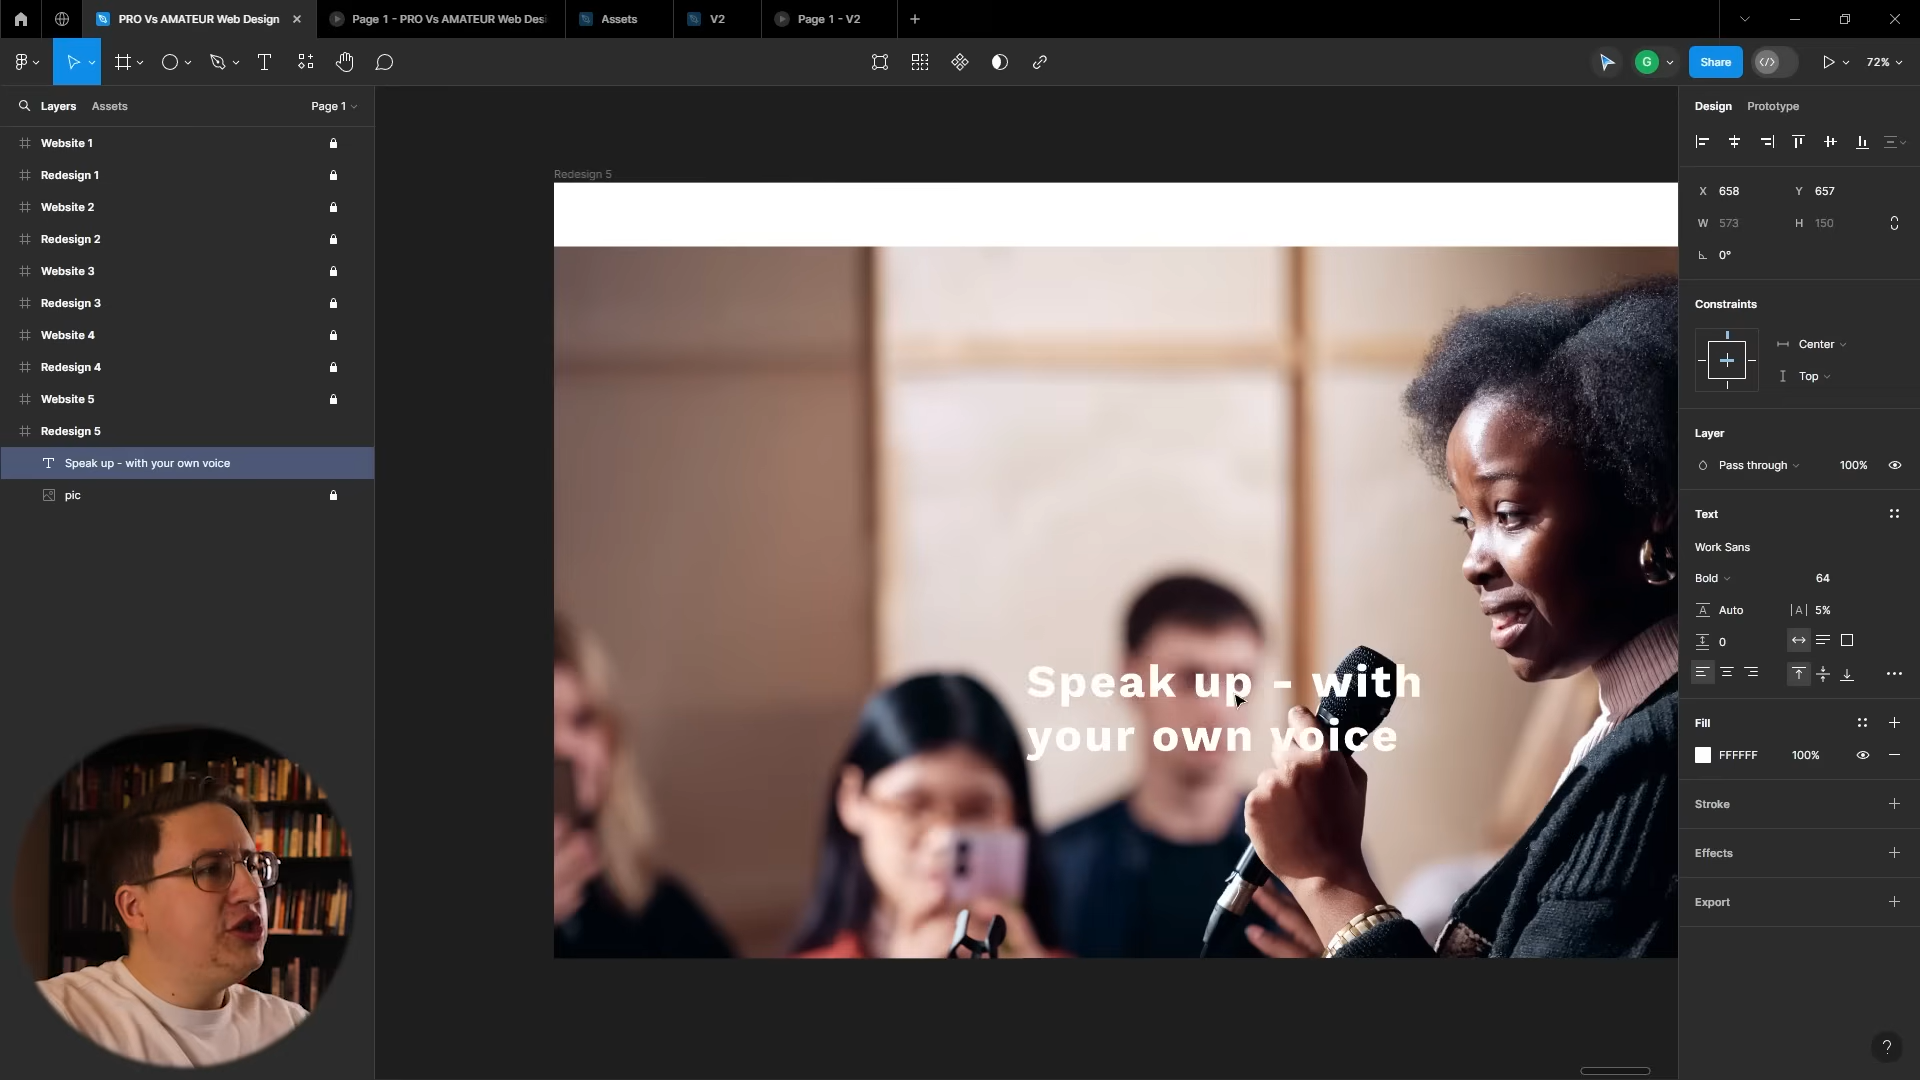 PRO Vs AMATEUR Web Design
Page 1 - PRO Vs AMATEUR Web Desi
Assets
V2
Page 1 - V2
G
Share
72%
Layers
Assets
Page 1
Website 1
Redesign 1
Website 2
Redesign 2
Website 3
Redesign 3
Website 4
Redesign 4
Website 5
Redesign 5
Speak up - with your own voice
pic
Redesign 5
Speak up - with
your own voice
Design
Prototype
X 658
Y 657
W 573
H 150
0°
Constraints
Center
Top
Layer
Pass through
100%
Text
Work Sans
Bold
64
Auto
5%
0
Fill
FFFFFF
100%
Stroke
Effects
Export
?